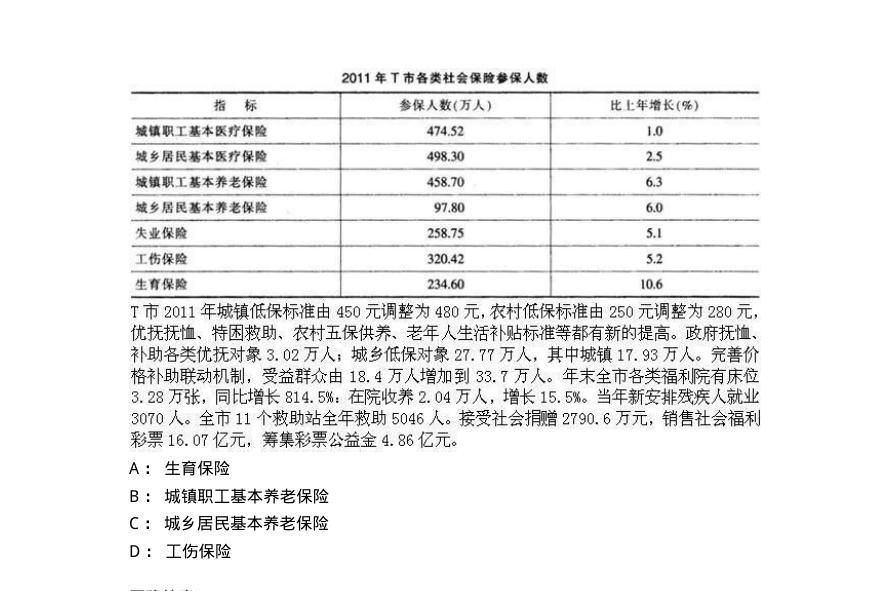 2011 年 T 市各类社会保险参保人数
指 标 参保人数(万人) 比上年增长(%)
城镇职工基本医疗保险 474.52 1.0
城乡居民基本医疗保险 498.30 2.5
城镇职工基本养老保险 458.70 6.3
城乡居民基本养老保险 97.80 6.0
失业保险 258.75 5.1
工伤保险 320.42 5.2
生育保险 234.60 10.6
T 市 2011 年城镇低保标准由 450 元调整为 480 元,农村低保标准由 250 元调整为 280 元,
优抚抚恤、特困救助、农村五保供养、老年人生活补贴标准等都有新的提高。政府抚恤、
补助各类优抚对象 3.02 万人；城乡低保对象 27.77 万人，其中城镇 17.93 万人。完善价
格补助联动机制，受益群众由 18.4 万人增加到 33.7 万人。年末全市各类福利院有床位
3.28 万张，同比增长 814.5%；在院收养 2.04 万人，增长 15.5%。当年新安排残疾人就业
3070 人。全市 11 个救助站全年救助 5046 人。接受社会捐赠 2790.6 万元，销售社会福利
彩票 16.07 亿元，筹集彩票公益金 4.86 亿元。
A： 生育保险
B： 城镇职工基本养老保险
C： 城乡居民基本养老保险
D： 工伤保险